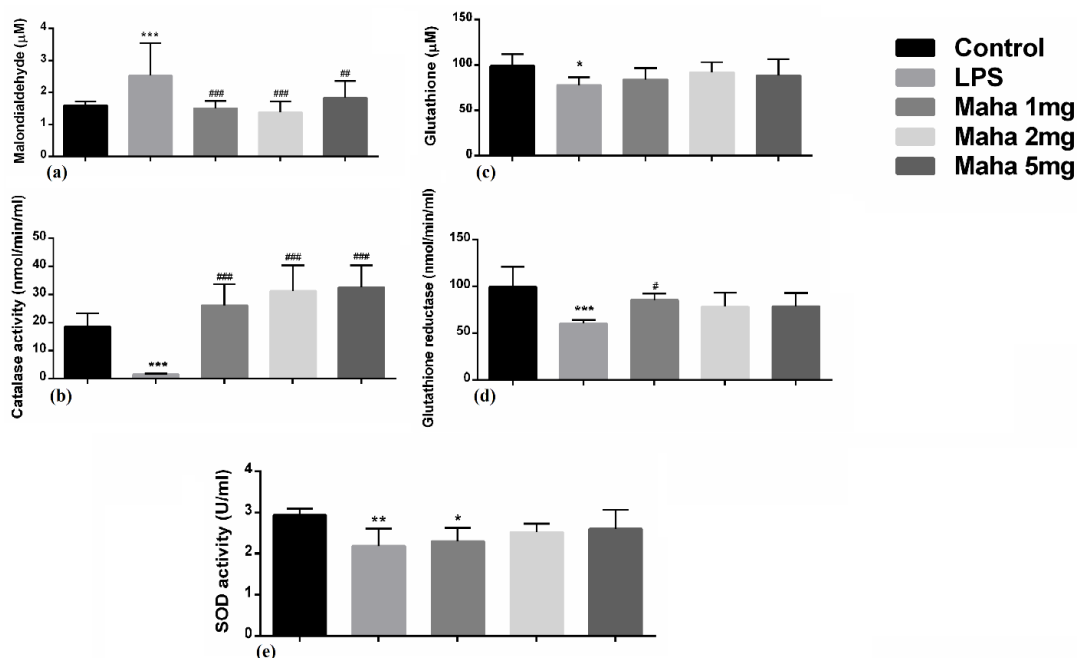 Malondialdehyde (µM)
4
3
2
1
0
***
###
###
##
(a)
Glutathione (µM)
150
100
50
0
*
(c)
Control
LPS
Maha 1mg
Maha 2mg
Maha 5mg
Catalase activity (nmol/min/ml)
50
40
30
20
10
0
***
###
###
###
(b)
Glutathione reductase (nmol/min/ml)
150
100
50
0
***
#
(d)
SOD activity (U/ml)
4
3
2
1
0
**
*
(e)